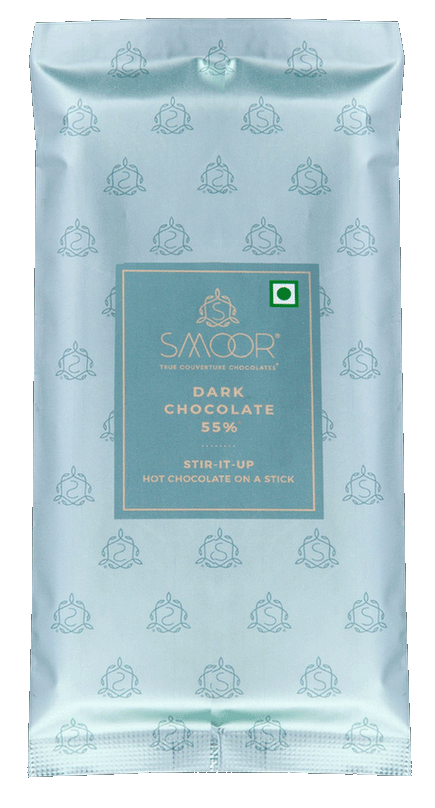 SMOOR®
TRUE COUVERTURE CHOCOLATES®
DARK
CHOCOLATE
55%
STIR-IT-UP
HOT CHOCOLATE ON A STICK